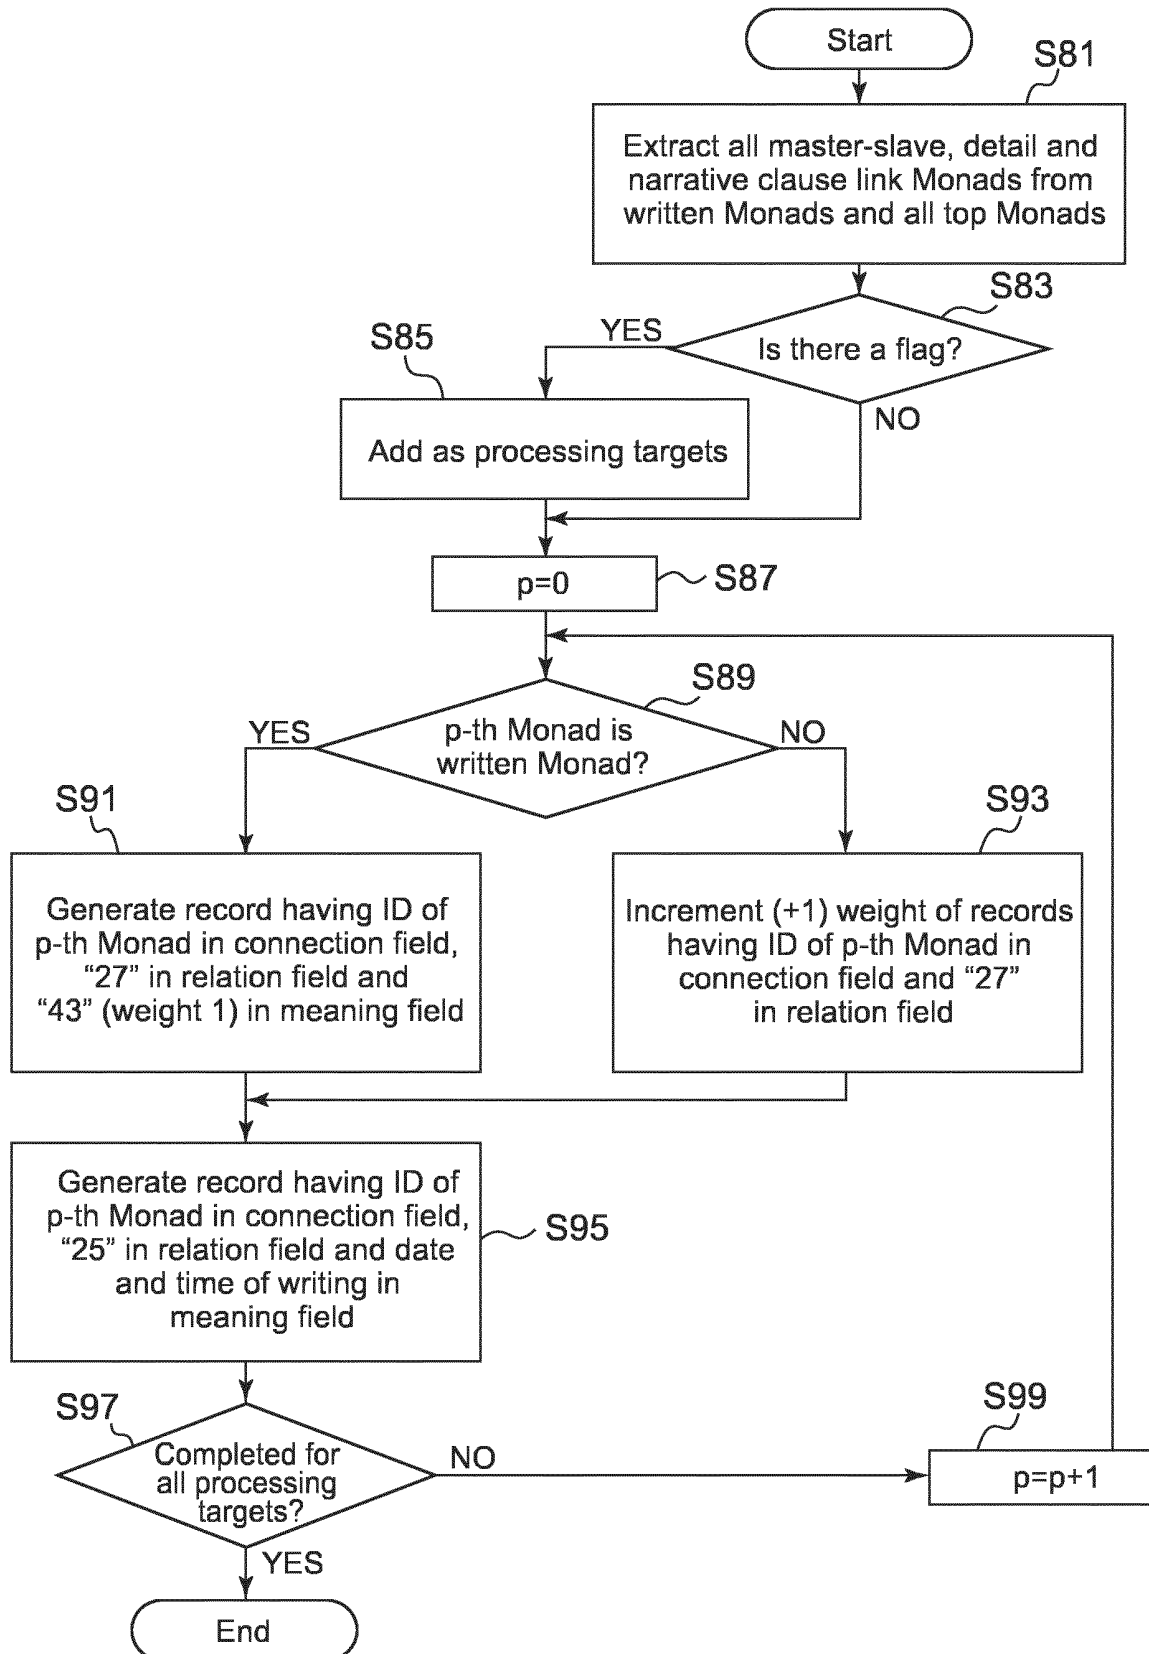 Start
S81
Extract all master-slave, detail and
narrative clause link Monads from
written Monads and all top Monads
S83
Is there a flag?
YES
NO
S85
Add as processing targets
p=0
S87
S89
p-th Monad is
written Monad?
YES
NO
S91
Generate record having ID of
p-th Monad in connection field,
“27” in relation field and
“43” (weight 1) in meaning field
S93
Increment (+1) weight of records
having ID of p-th Monad in
connection field and “27”
in relation field
Generate record having ID of
p-th Monad in connection field,
“25” in relation field and date
and time of writing in
meaning field
S95
S97
Completed for
all processing
targets?
NO
YES
S99
p=p+1
End